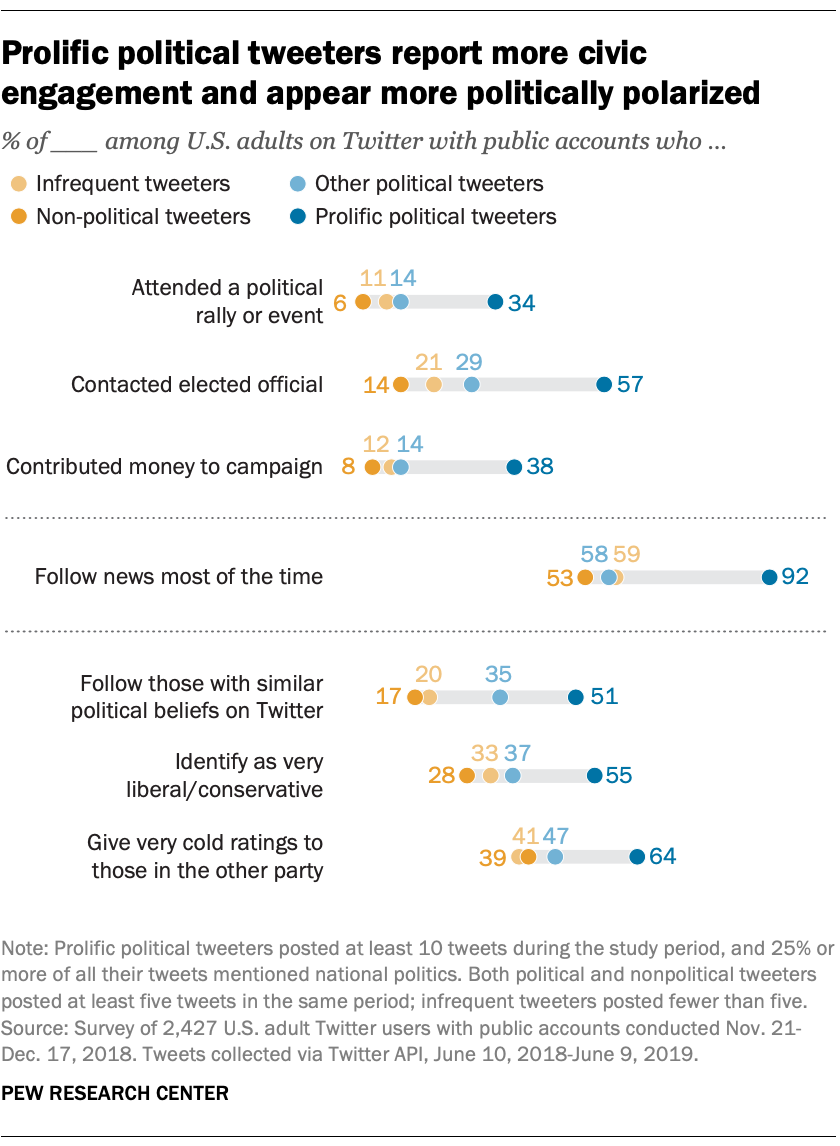 Prolific political tweeters report more civic
engagement and appear more politically polarized
% of ___ among U.S. adults on Twitter with public accounts who ...
Infrequent tweeters
Other political tweeters
Non-political tweeters
Prolific political tweeters
Attended a political
rally or event
6
11
14
34
Contacted elected official
14
21
29
57
Contributed money to campaign
8
12
14
38
Follow news most of the time
53
58
59
92
Follow those with similar
political beliefs on Twitter
17
20
35
51
Identify as very
liberal/conservative
28
33
37
55
Give very cold ratings to
those in the other party
39
41
47
64
Note: Prolific political tweeters posted at least 10 tweets during the study period, and 25% or
more of all their tweets mentioned national politics. Both political and nonpolitical tweeters
posted at least five tweets in the same period; infrequent tweeters posted fewer than five.
Source: Survey of 2,427 U.S. adult Twitter users with public accounts conducted Nov. 21-
Dec. 17, 2018. Tweets collected via Twitter API, June 10, 2018-June 9, 2019.
PEW RESEARCH CENTER